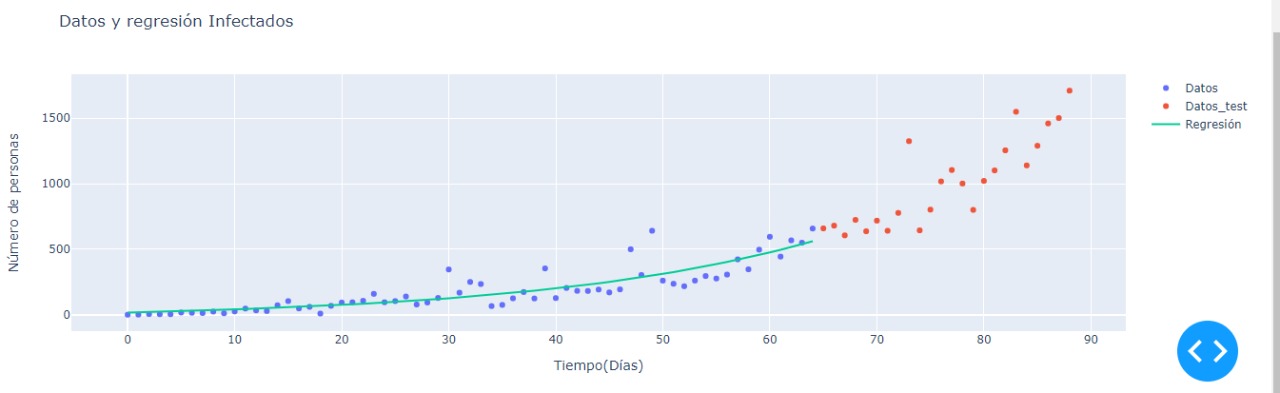 Datos y regresión Infectados
Número de personas
1500
1000
500
0
0 10 20 30 40 50 60 70 80 90
Tiempo(Días)
Datos
Datos_test
Regresión